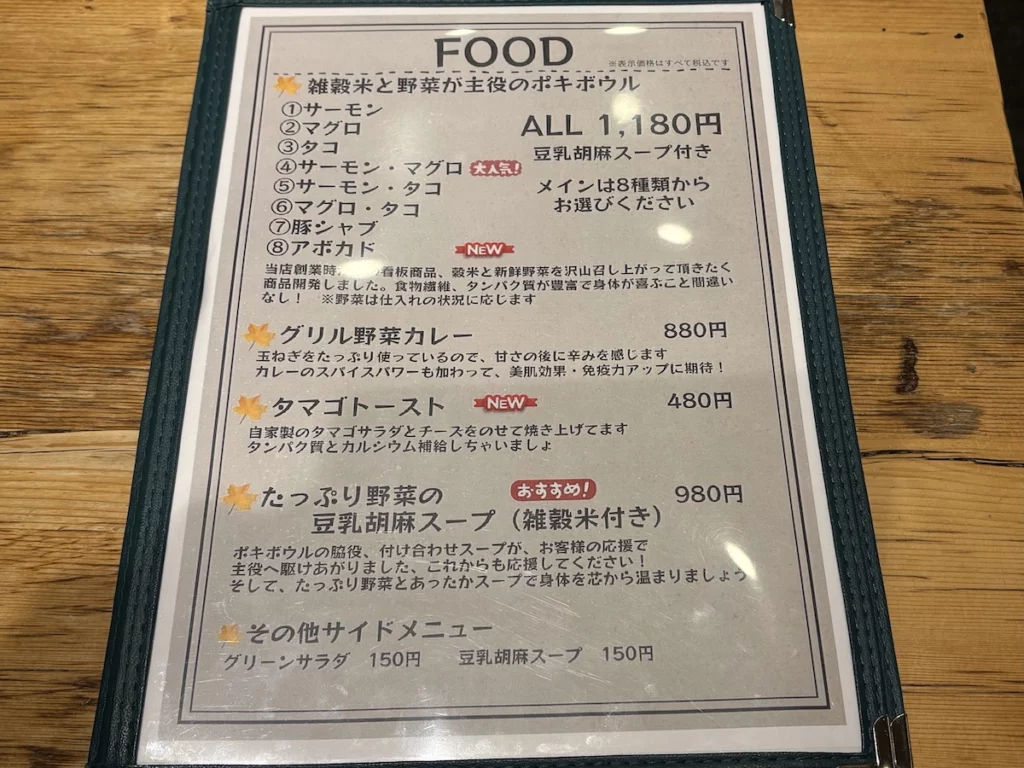 FOOD
※表示価格はすべて税込です
雑穀米と野菜が主役のポキボウル
①サーモン
②マグロ
③タコ
④サーモン・マグロ 大人気!
⑤サーモン・タコ
⑥マグロ・タコ
⑦豚シャブ
⑧アボカド NEW
ALL 1,180円
豆乳胡麻スープ付き
メインは8種類から
お選びください
当店創業時 看板商品、穀米と新鮮野菜を沢山召し上がって頂きたく
商品開発しました。食物繊維、タンパク質が豊富で身体が喜ぶこと間違い
なし！ ※野菜は仕入れの状況に応じます
グリル野菜カレー 880円
玉ねぎをたっぷり使っているので、甘さの後に辛みを感じます
カレーのスパイスパワーも加わって、美肌効果・免疫力アップに期待！
タマゴトースト NEW 480円
自家製のタマゴサラダとチーズをのせて焼き上げてます
タンパク質とカルシウム補給しちゃいましょ
たっぷり野菜の おすすめ! 980円
豆乳胡麻スープ（雑穀米付き）
ポキボウルの脇役、付け合わせスープが、お客様の応援で
主役へ駆けあがりました、これからも応援してください！
そして、たっぷり野菜とあったかスープで身体を芯から温まりましょう
その他サイドメニュー
グリーンサラダ 150円 豆乳胡麻スープ 150円